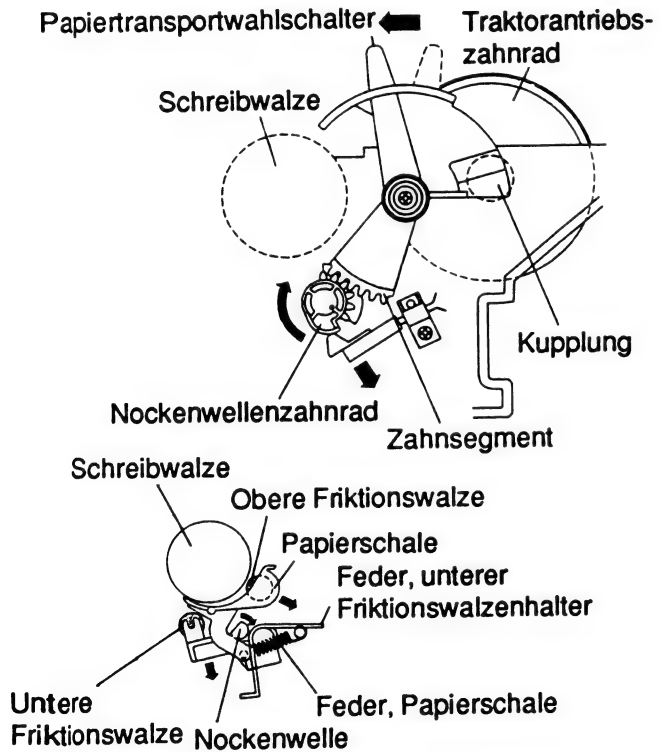 Papiertransportwahlschalter
Traktorantriebs-
zahnrad
Schreibwalze
Kupplung
Nockenwellenzahnrad
Zahnsegment
Schreibwalze
Obere Friktionswalze
Papierschale
Feder, unterer
Friktionswalzenhalter
Untere
Friktionswalze
Nockenwelle
Feder, Papierschale